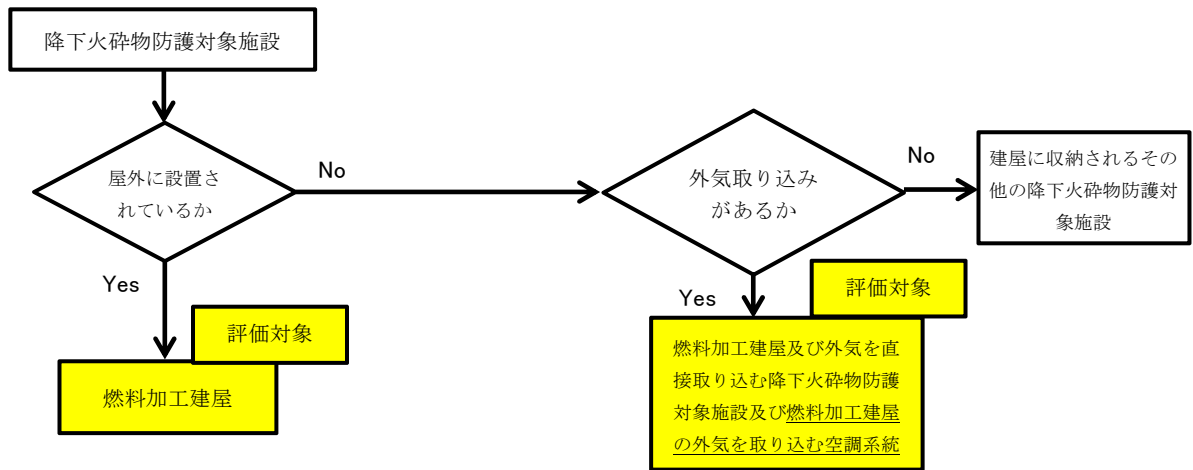 降下火砕物防護対象施設
屋外に設置さ
れているか
No
外気取り込み
があるか
No
建屋に収納されるその
他の降下火砕物防護対
象施設
Yes
評価対象
燃料加工建屋
Yes
評価対象
燃料加工建屋及び外気を直
接取り込む降下火砕物防護
対象施設及び燃料加工建屋
の外気を取り込む空調系統